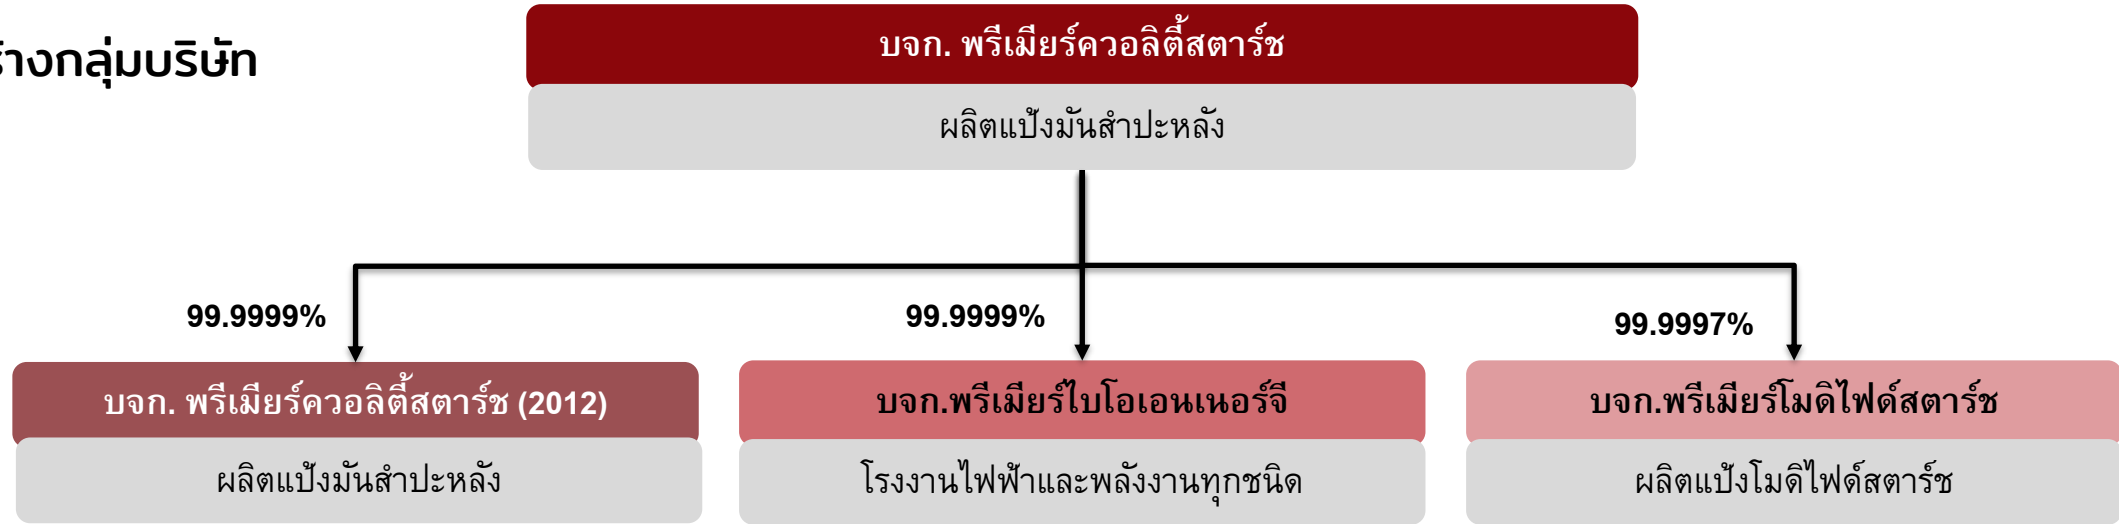 บจก. พรีเมียร์ควอลิตี้สตาร์ช
ร้างกลุ่มบริษัท
ผลิตแป้งมันสำปะหลัง
99.9999%
99.9999%
99.9997%
บจก. พรีเมียร์ควอลิตี้สตาร์ช (2012)
บจก.พรีเมียร์ไบโอเอนเนอร์จี
บจก.พรีเมียร์โมดิไฟด์สตาร์ช
ผลิตแป้งมันสำปะหลัง
โรงงานไฟฟ้าและพลังงานทุกชนิด
ผลิตแป้งโมดิไฟด์สตาร์ช